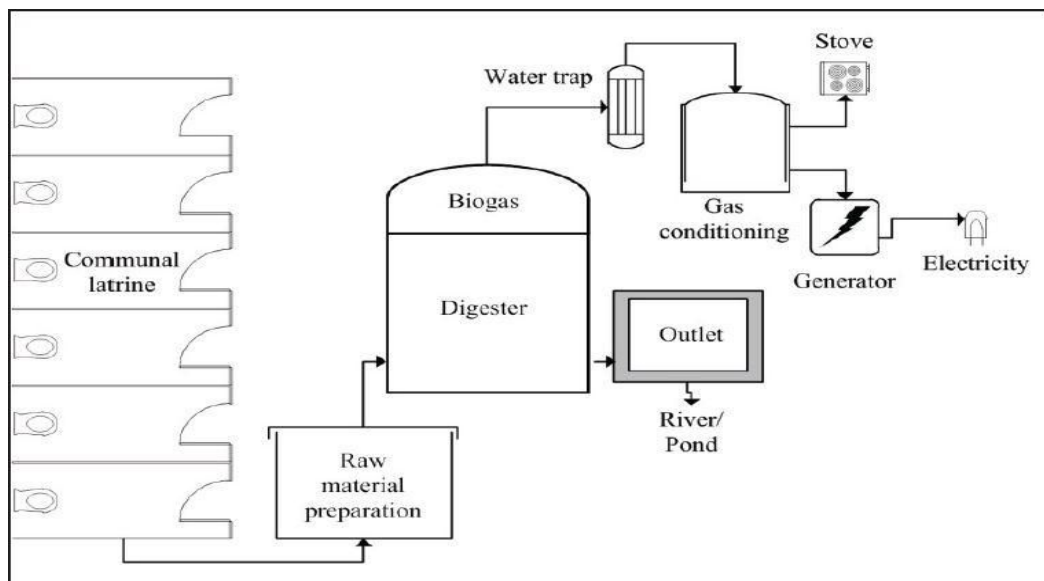 Stove
Water trap
Biogas
Gas
conditioning
Communal
latrine
Generator
Electricity
Digester
Outlet
River/
Pond
Raw
material
preparation